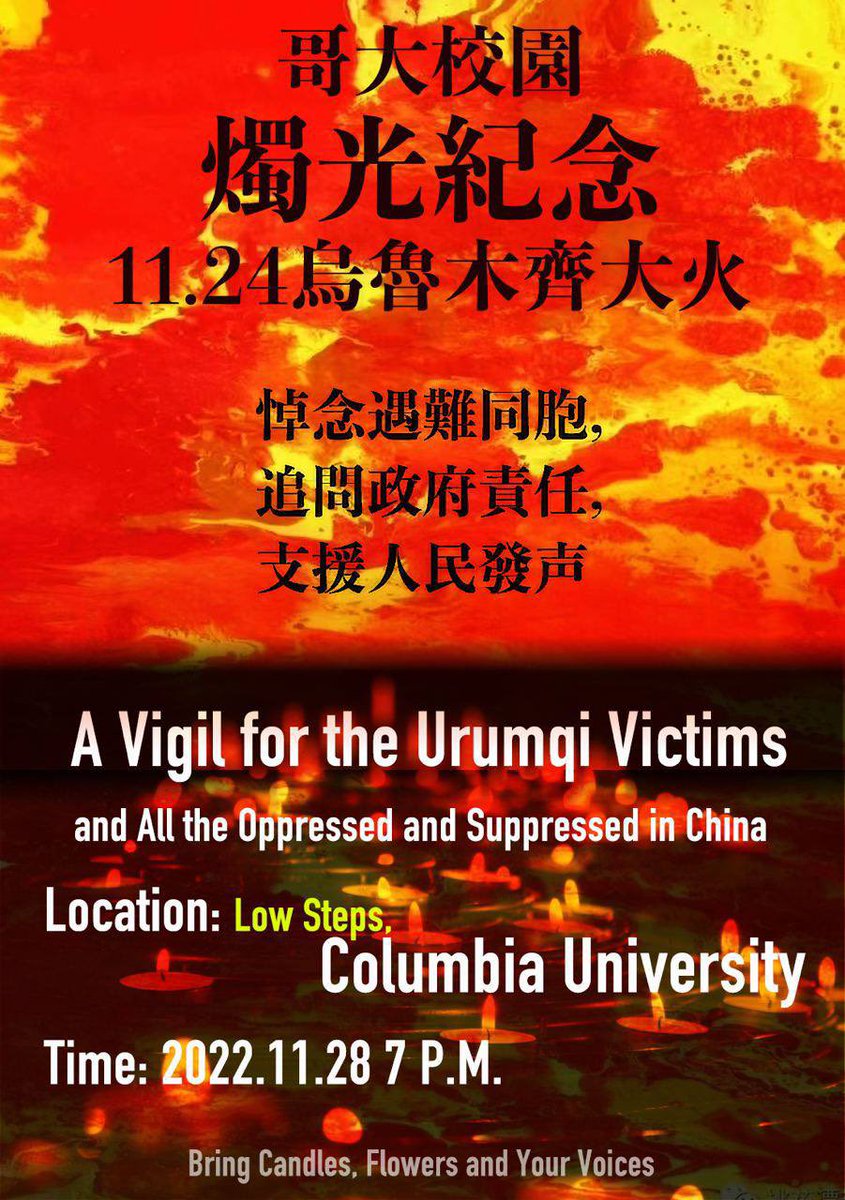 哥大校園
燭光紀念
11.24烏魯木齊大火
悼念遇難同胞,
追問政府責任,
支援人民發声
A Vigil for the Urumqi Victims
and All the Oppressed and Suppressed in China
Location: Low Steps,
Columbia University
Time: 2022.11.28 7 P.M.
Bring Candles, Flowers and Your Voices